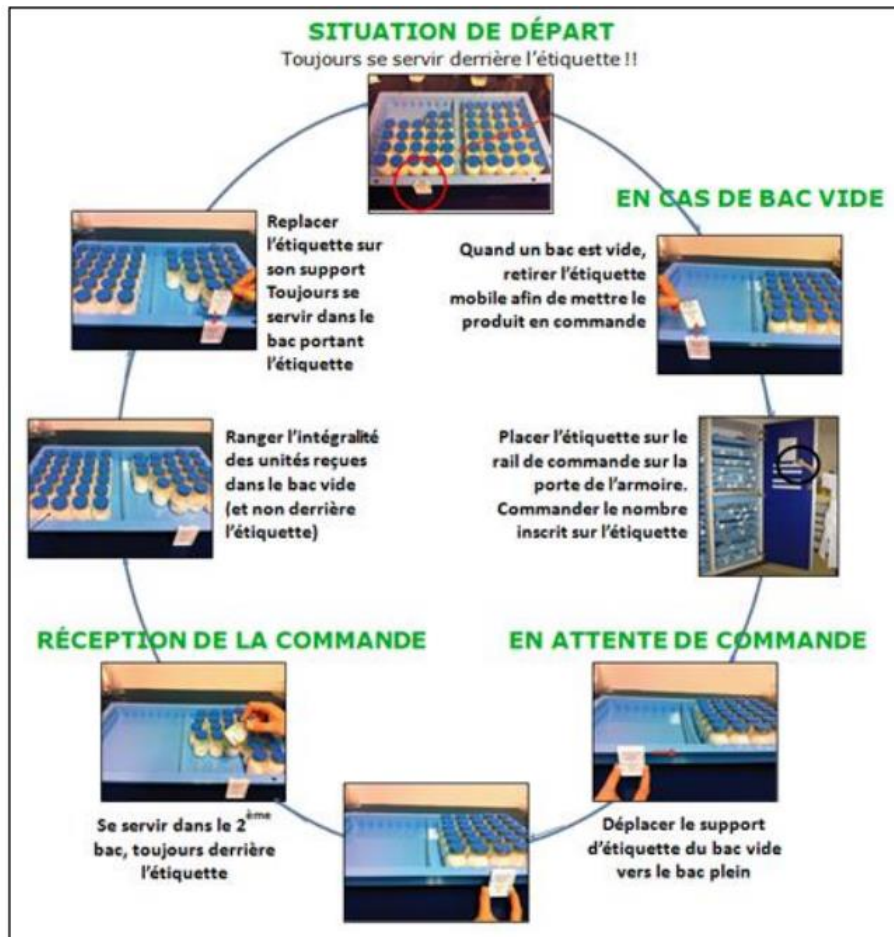 SITUATION DE DÉPART
Toujours se servir derrière l'étiquette !!
EN CAS DE BAC VIDE
Quand un bac est vide,
retirer l'étiquette
mobile afin de mettre le
produit en commande
Placer l'étiquette sur le
rail de commande sur la
porte de l'armoire.
Commander le nombre
inscrit sur l'étiquette
EN ATTENTE DE COMMANDE
Déplacer le support
d'étiquette du bac vide
vers le bac plein
RÉCEPTION DE LA COMMANDE
Se servir dans le 2ème
bac, toujours derrière
l'étiquette
Ranger l'intégralité
des unités reçues
dans le bac vide
(et non derrière
l'étiquette)
Replacer
l'étiquette sur
son support
Toujours se
servir dans le
bac portant
l'étiquette